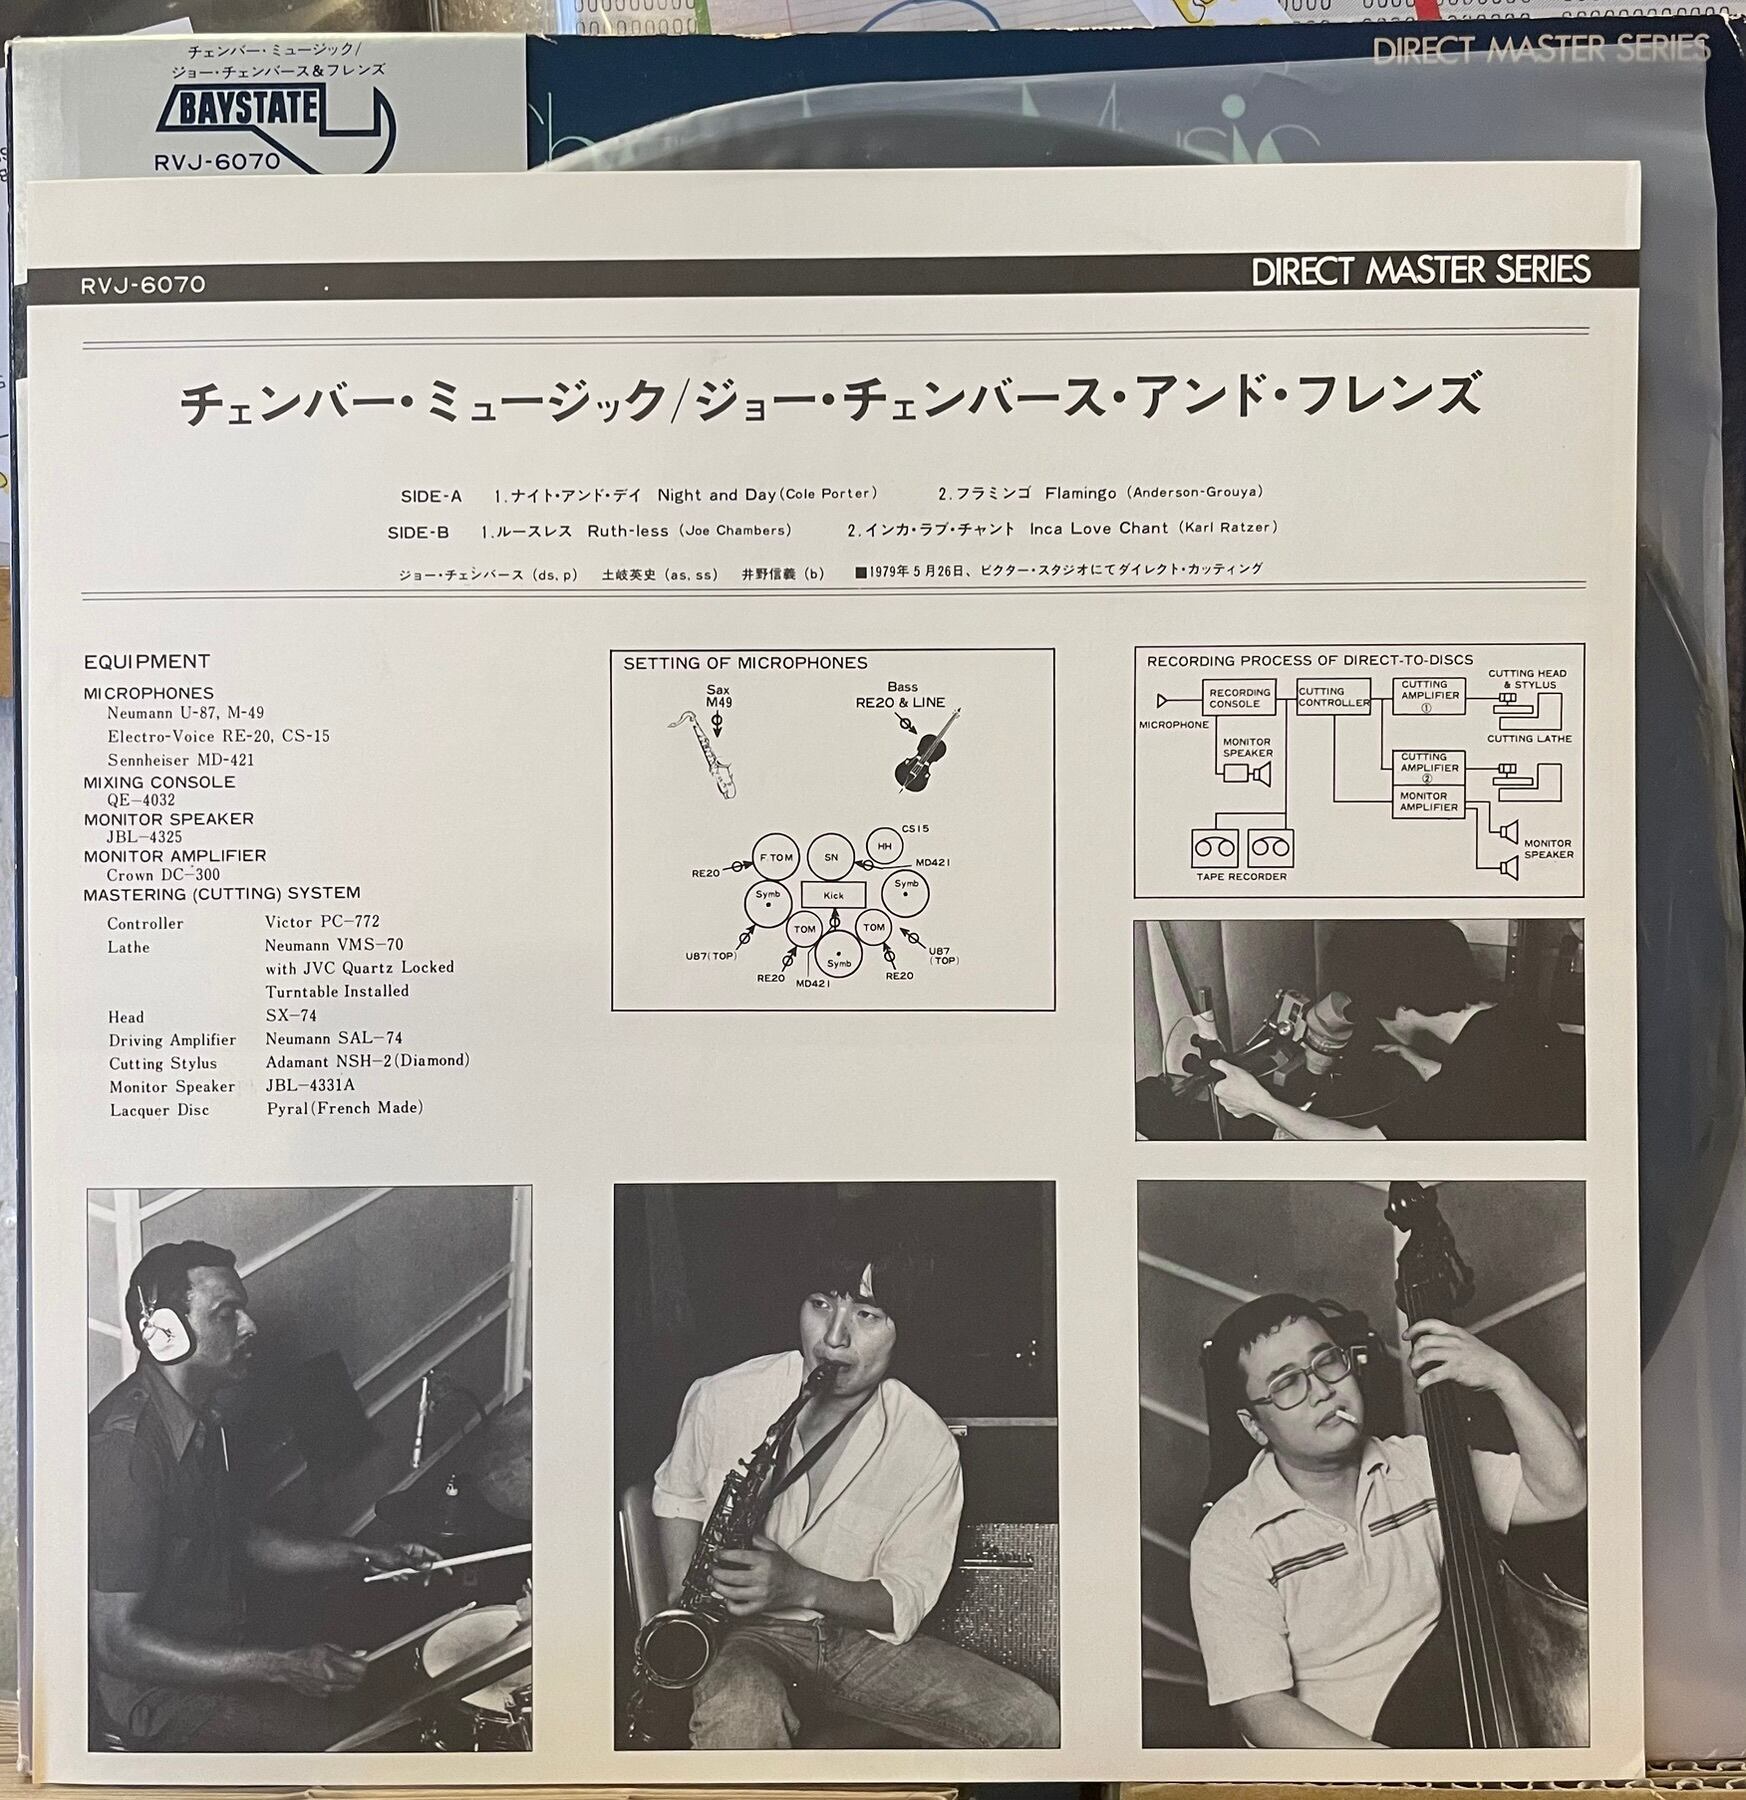 チェンバー・ミュージック/
ジョー・チェンバース&フレンズ
BAYSTATE
RVJ-6070
DIRECT MASTER SERIES
RVJ-6070
DIRECT MASTER SERIES
チェンバー・ミュージック/ジョー・チェンバース・アンド・フレンズ
SIDE-A 1.ナイト・アンド・デイ Night and Day (Cole Porter) 2.フラミンゴ Flamingo (Anderson-Grouya)
SIDE-B 1.ルースレス Ruth-less (Joe Chambers) 2.インカ・ラブ・チャント Inca Love Chant (Karl Ratzer)
ジョー・チェンバース (ds, p) 土岐英史 (as, ss) 井野信義 (b) ■1979年5月26日、ビクター・スタジオにてダイレクト・カッティング
EQUIPMENT
MICROPHONES
Neumann U-87, M-49
Electro-Voice RE-20, CS-15
Sennheiser MD-421
MIXING CONSOLE
QE-4032
MONITOR SPEAKER
JBL-4325
MONITOR AMPLIFIER
Crown DC-300
MASTERING (CUTTING) SYSTEM
Controller Victor PC-772
Lathe Neumann VMS-70
with JVC Quartz Locked
Turntable Installed
Head SX-74
Driving Amplifier Neumann SAL-74
Cutting Stylus Adamant NSH-2 (Diamond)
Monitor Speaker JBL-4331A
Lacquer Disc Pyral (French Made)
SETTING OF MICROPHONES
Sax
M49
Bass
RE20 & LINE
CS15
F.TOM
SN
HH
MD421
RE20
Symb
Kick
Symb
TOM
TOM
U87(TOP)
Symb
U87
(TOP)
RE20
MD421
RE20
RECORDING PROCESS OF DIRECT-TO-DISCS
MICROPHONE
RECORDING
CONSOLE
CUTTING
CONTROLLER
CUTTING
AMPLIFIER
①
CUTTING HEAD
& STYLUS
CUTTING LATHE
MONITOR
SPEAKER
CUTTING
AMPLIFIER
②
MONITOR
AMPLIFIER
MONITOR
SPEAKER
TAPE RECORDER